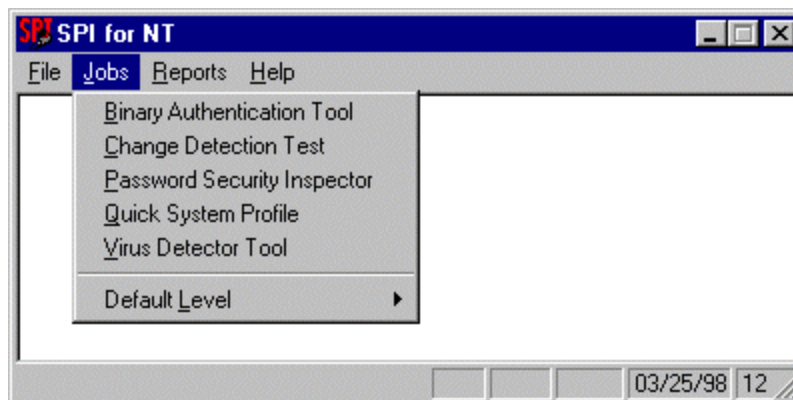 SPI SPI for NT
File Jobs Reports Help
Binary Authentication Tool
Change Detection Test
Password Security Inspector
Quick System Profile
Virus Detector Tool
Default Level
03/25/98 12